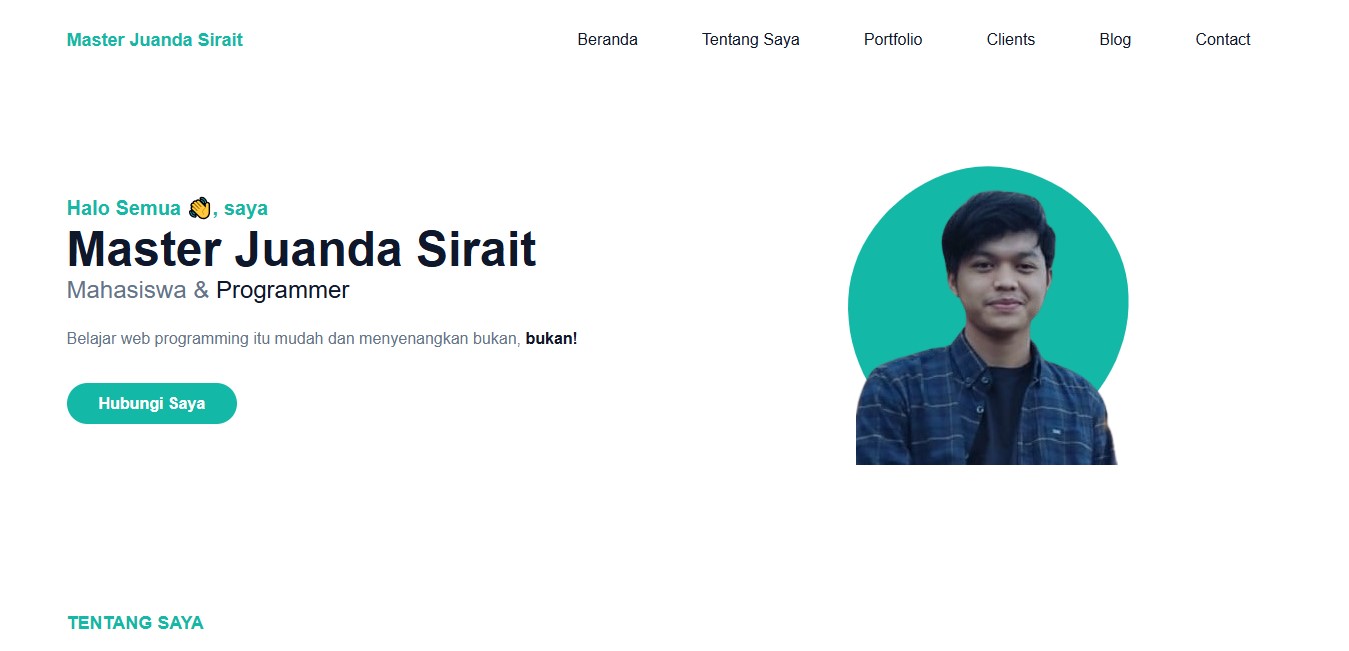 Master Juanda Sirait
Beranda Tentang Saya Portfolio Clients Blog Contact
Halo Semua 👏, saya
Master Juanda Sirait
Mahasiswa & Programmer
Belajar web programming itu mudah dan menyenangkan bukan, bukan!
Hubungi Saya
TENTANG SAYA